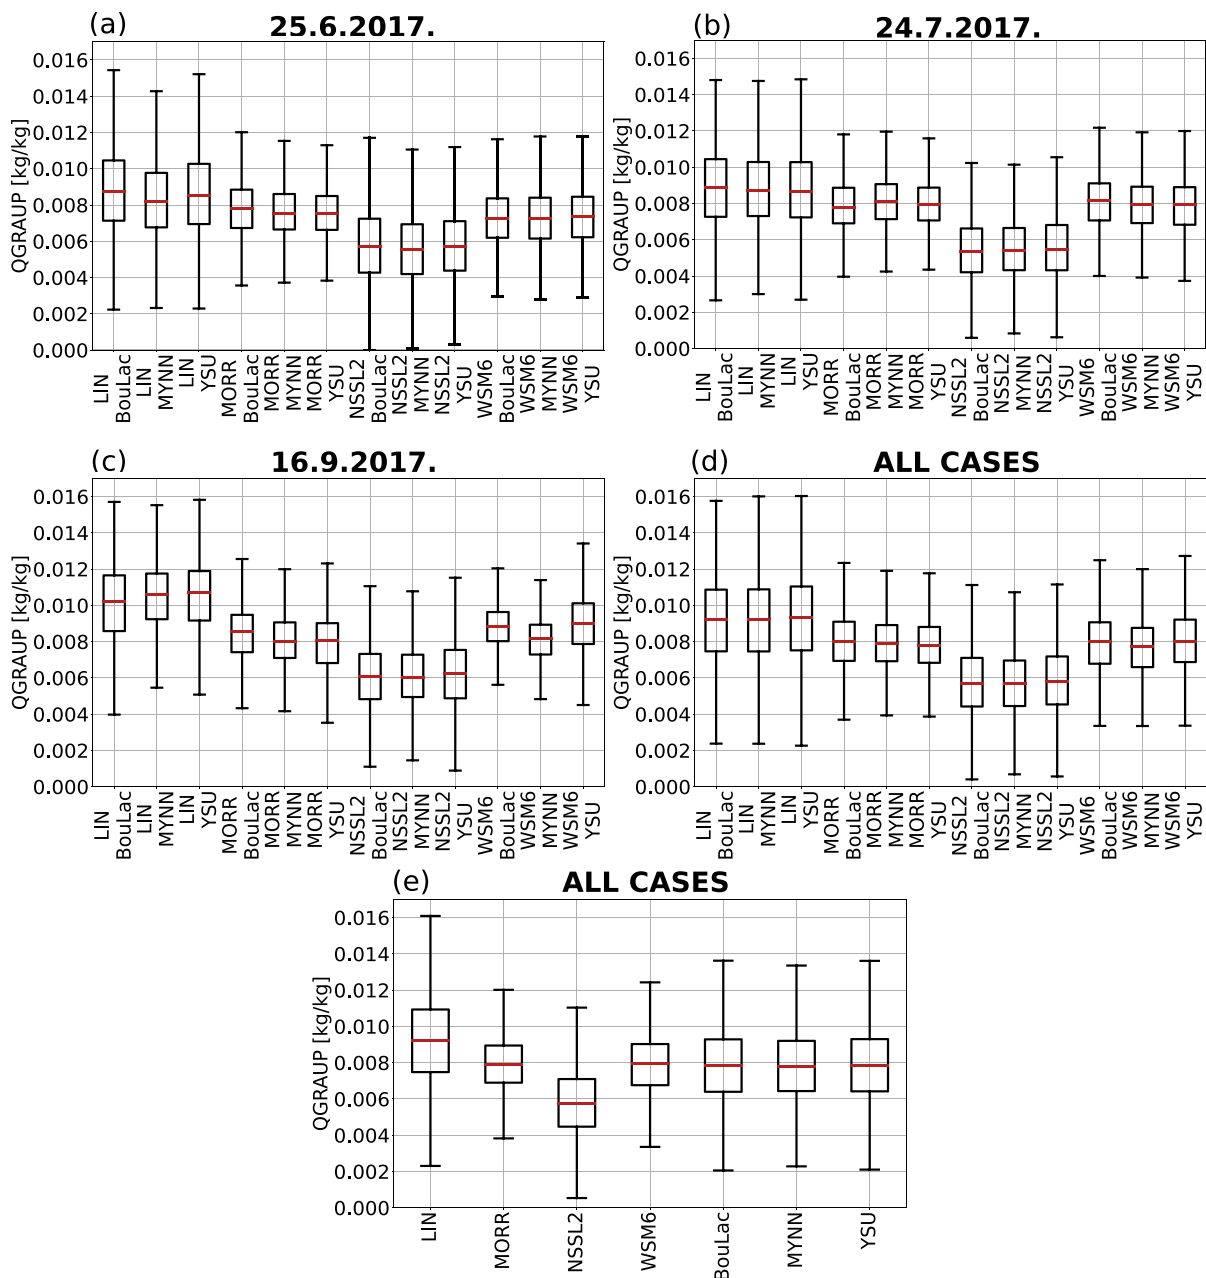 (a) 25.6.2017.
QGRAUP [kg/kg]
0.016
0.014
0.012
0.010
0.008
0.006
0.004
0.002
0.000
LIN BouLac
LIN MYNN
LIN YSU
MORR BouLac
MORR MYNN
MORR YSU
NSSL2 BouLac
NSSL2 MYNN
NSSL2 YSU
WSM6 BouLac
WSM6 MYNN
WSM6 YSU
(b) 24.7.2017.
QGRAUP [kg/kg]
0.016
0.014
0.012
0.010
0.008
0.006
0.004
0.002
0.000
LIN BouLac
LIN MYNN
LIN YSU
MORR BouLac
MORR MYNN
MORR YSU
NSSL2 BouLac
NSSL2 MYNN
NSSL2 YSU
WSM6 BouLac
WSM6 MYNN
WSM6 YSU
(c) 16.9.2017.
QGRAUP [kg/kg]
0.016
0.014
0.012
0.010
0.008
0.006
0.004
0.002
0.000
LIN BouLac
LIN MYNN
LIN YSU
MORR BouLac
MORR MYNN
MORR YSU
NSSL2 BouLac
NSSL2 MYNN
NSSL2 YSU
WSM6 BouLac
WSM6 MYNN
WSM6 YSU
(d) ALL CASES
QGRAUP [kg/kg]
0.016
0.014
0.012
0.010
0.008
0.006
0.004
0.002
0.000
LIN BouLac
LIN MYNN
LIN YSU
MORR BouLac
MORR MYNN
MORR YSU
NSSL2 BouLac
NSSL2 MYNN
NSSL2 YSU
WSM6 BouLac
WSM6 MYNN
WSM6 YSU
(e) ALL CASES
QGRAUP [kg/kg]
0.016
0.014
0.012
0.010
0.008
0.006
0.004
0.002
0.000
LIN
MORR
NSSL2
WSM6
BouLac
MYNN
YSU